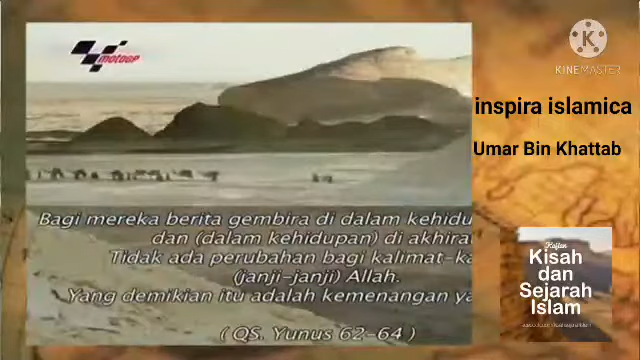 motoGP
KINEMASTER
inspira islamica
Umar Bin Khattab
Bagi mereka berita gembira di dalam kehidu
dan (dalam kehidupan) di akhirat
Tidak ada perubahan bagi kalimat-ka
(janji-janji) Allah.
Yang demikian itu adalah kemenangan ya
( QS. Yunus 62-64 )
Kisah
dan
Sejarah
Islam